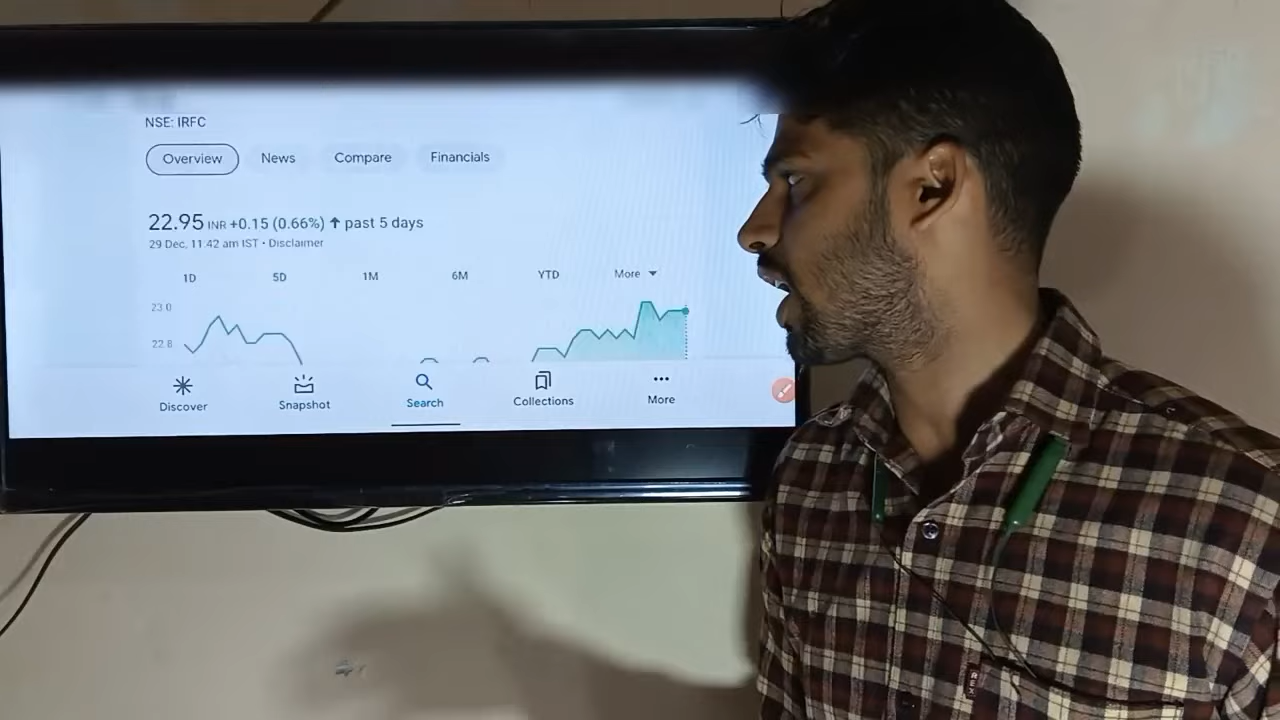 NSE: IRFC
Overview News Compare Financials
22.95 INR +0.15 (0.66%) ↑ past 5 days
29 Dec, 11.42 am IST • Disclaimer
1D 5D 1M 6M YTD More
23.0
22.8
Discover Snapshot Search Collections More
REX